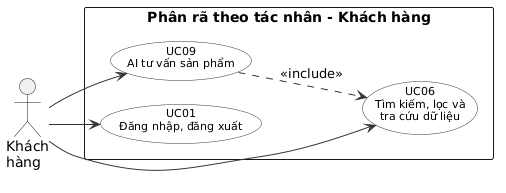 Phân rã theo tác nhân - Khách hàng
UC09
AI tư vấn sản phẩm
«include»
UC06
Tìm kiếm, lọc và
tra cứu dữ liệu
UC01
Đăng nhập, đăng xuất
Khách
hàng